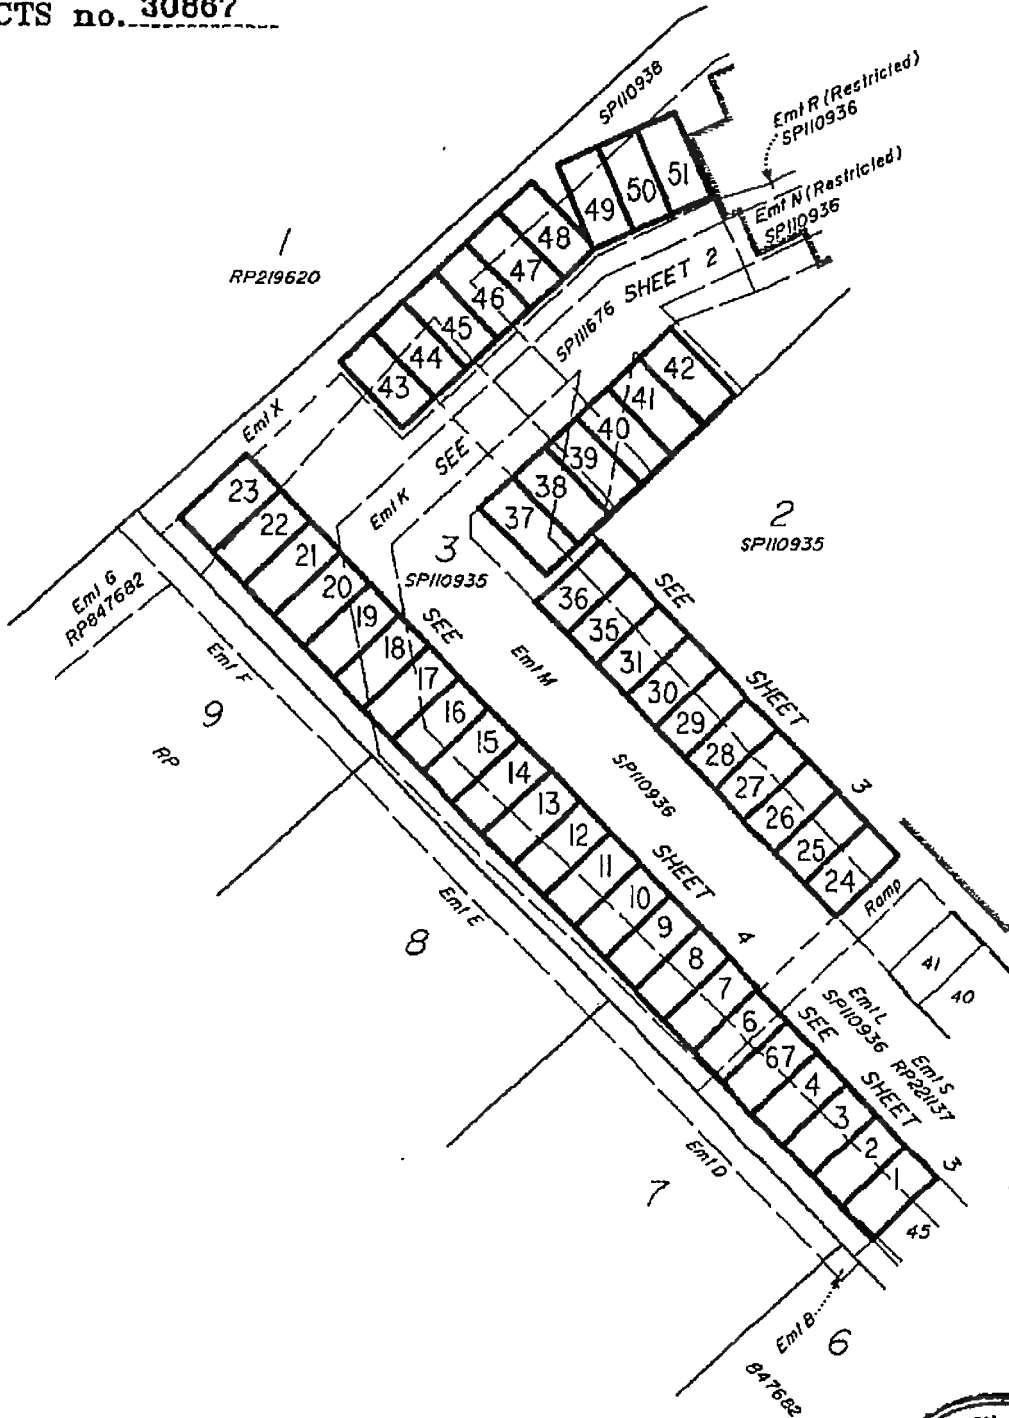 CTS no. 30867
SP110938
Emt R (Restricted)
SP110936
Emt N (Restricted)
SP110936
1
RP219620
49
50
51
48
47
46
45
44
43
SHEET 2
SP111676
SEE
Emt X
Emt K
42
41
40
39
38
37
23
22
21
20
19
18
17
16
15
14
13
12
11
10
9
8
7
6
67
4
3
2
1
3
SP110935
2
SP110935
SEE
SHEET
3
36
35
31
30
29
28
27
26
25
24
Emt G
RP847682
Emt F
9
RP
SEE
SHEET
4
Emt M
SP110936
Emt E
8
Ramp
41
40
Emt L
SP110936
Emt S
RP221137
SEE
SHEET
3
Emt D
7
45
Emt B
6
847682